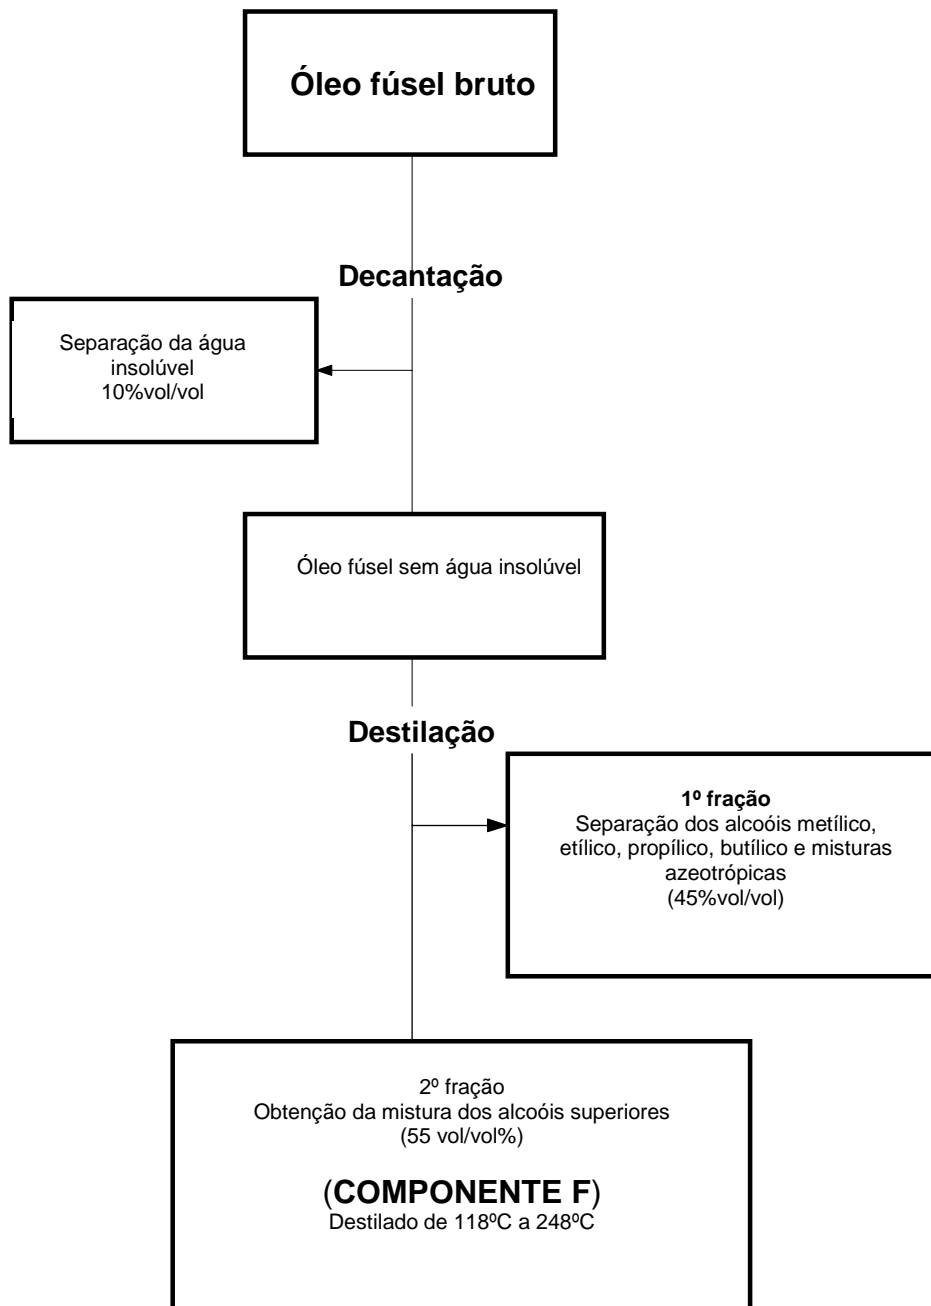 Óleo fúsel bruto
Decantação
Separação da água
insolúvel
10%vol/vol
Óleo fúsel sem água insolúvel
Destilação
1º fração
Separação dos alcoóis metílico,
etílico, propílico, butílico e misturas
azeotrópicas
(45%vol/vol)
2º fração
Obtenção da mistura dos alcoóis superiores
(55 vol/vol%)
(COMPONENTE F)
Destilado de 118ºC a 248ºC